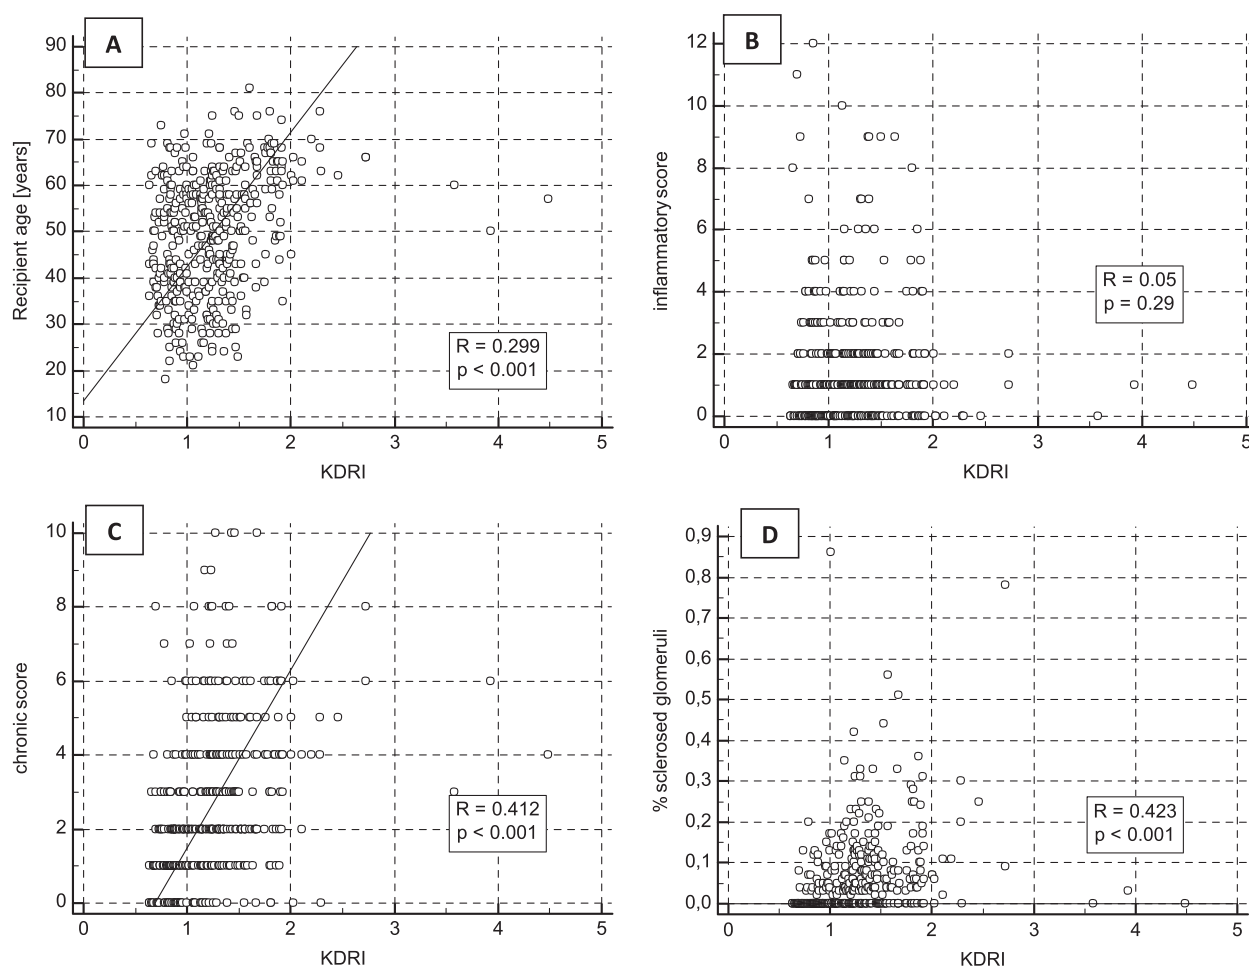 A
Recipient age [years]
90
80
70
60
50
40
30
20
10
R = 0.299
p < 0.001
0 1 2 3 4 5
KDRI
B
inflammatory score
12
10
8
6
4
2
0
R = 0.05
p = 0.29
0 1 2 3 4 5
KDRI
C
chronic score
10
8
6
4
2
0
R = 0.412
p < 0.001
0 1 2 3 4 5
KDRI
D
% sclerosed glomeruli
0,9
0,8
0,7
0,6
0,5
0,4
0,3
0,2
0,1
0,0
R = 0.423
p < 0.001
0 1 2 3 4 5
KDRI